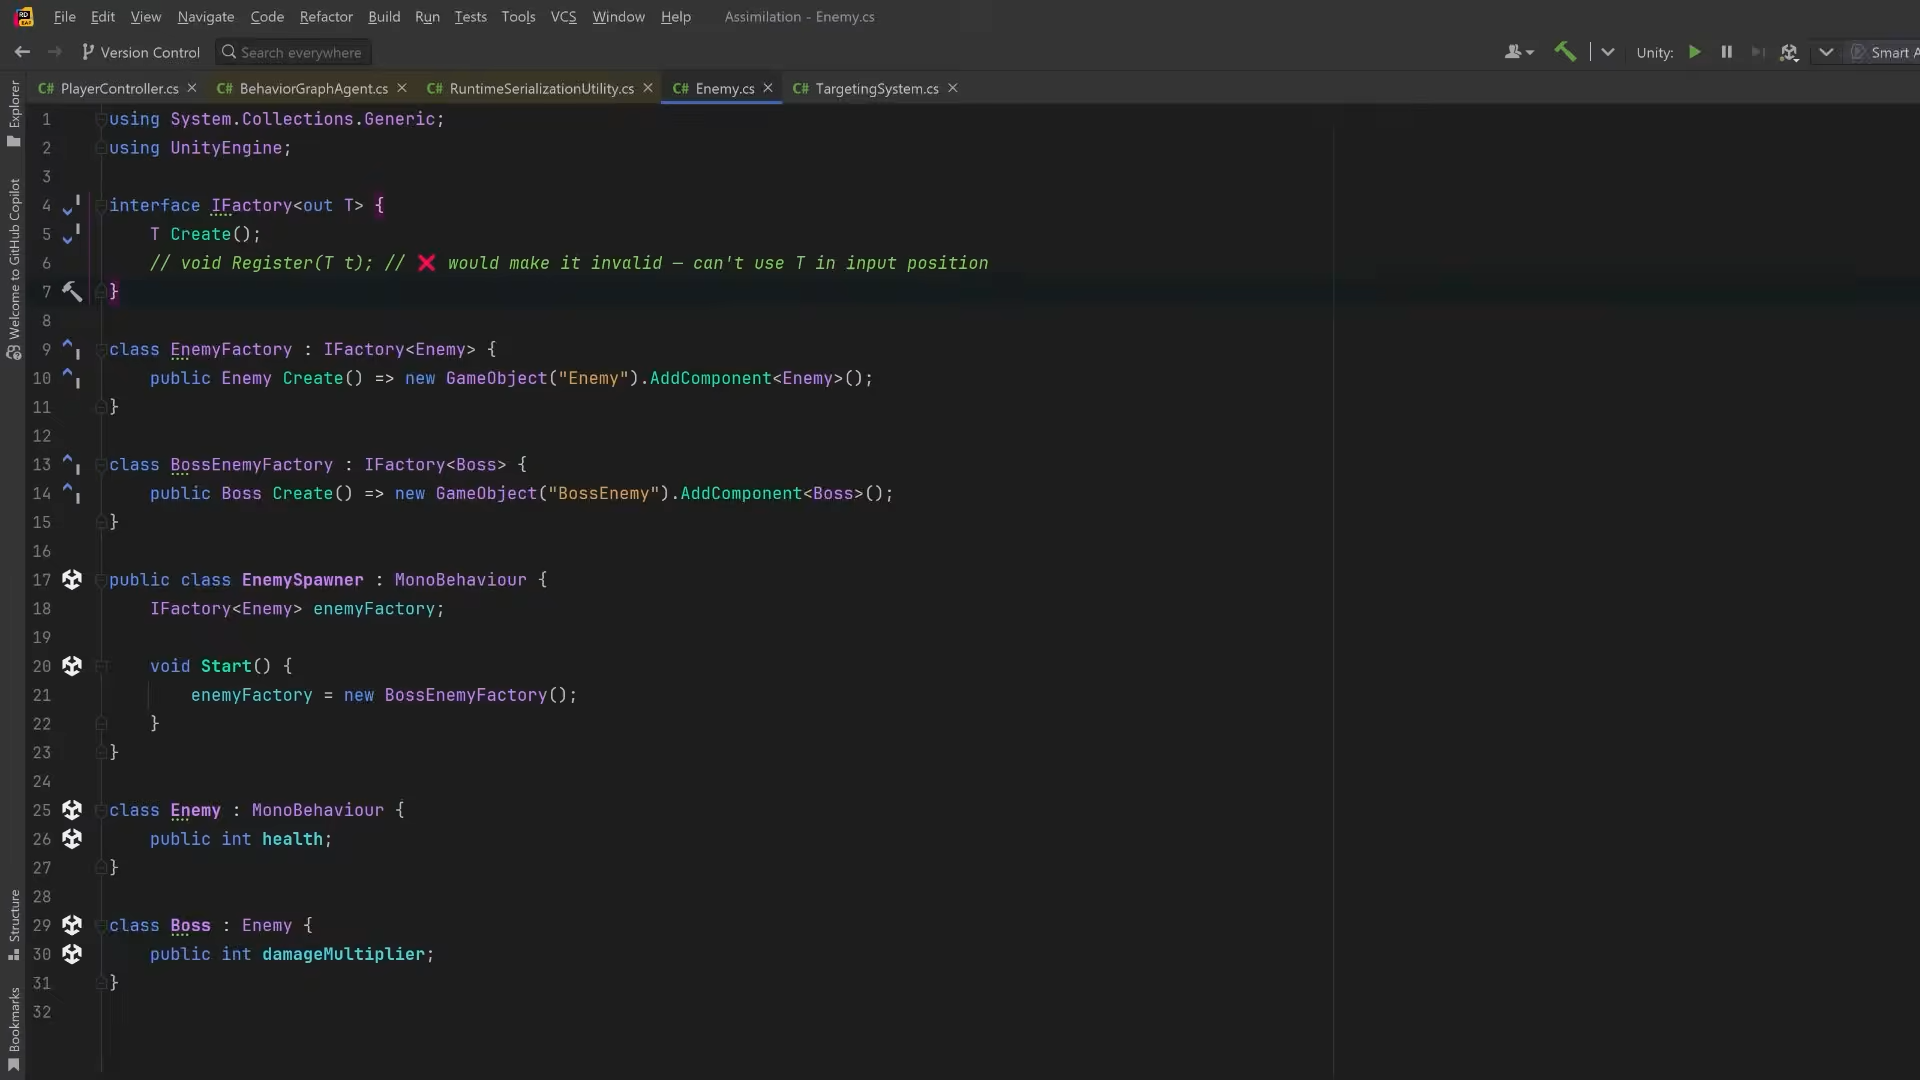 File Edit View Navigate Code Refactor Build Run Tests Tools VCS Window Help Assimilation - Enemy.cs
Version Control Search everywhere Unity: Smart A
C# PlayerController.cs C# BehaviorGraphAgent.cs C# RuntimeSerializationUtility.cs C# Enemy.cs C# TargetingSystem.cs
Explorer
Welcome to GitHub Copilot
Structure
Bookmarks
1 using System.Collections.Generic;
2 using UnityEngine;
3
4 interface IFactory<out T> {
5 T Create();
6 // void Register(T t); // ❌ would make it invalid – can't use T in input position
7 }
8
9 class EnemyFactory : IFactory<Enemy> {
10 public Enemy Create() => new GameObject("Enemy").AddComponent<Enemy>();
11 }
12
13 class BossEnemyFactory : IFactory<Boss> {
14 public Boss Create() => new GameObject("BossEnemy").AddComponent<Boss>();
15 }
16
17 public class EnemySpawner : MonoBehaviour {
18 IFactory<Enemy> enemyFactory;
19
20 void Start() {
21 enemyFactory = new BossEnemyFactory();
22 }
23 }
24
25 class Enemy : MonoBehaviour {
26 public int health;
27 }
28
29 class Boss : Enemy {
30 public int damageMultiplier;
31 }
32